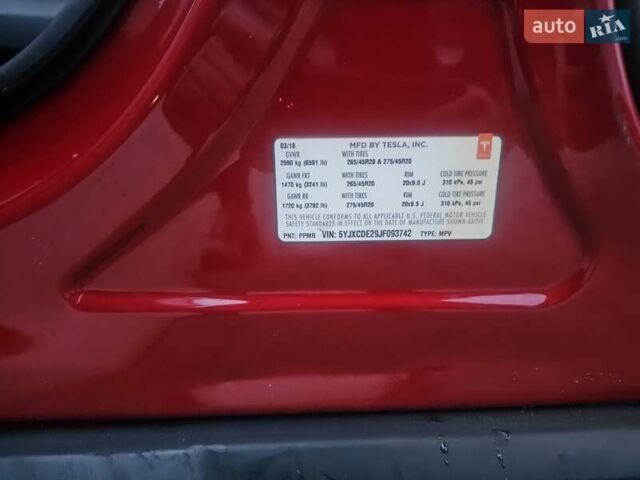 auto RIA
.com
03/18 MFD BY TESLA, INC.
GVWR WITH TIRES
2990 kg (6591 lb) 265/45R20 & 275/45R20
GAWR FRT WITH TIRES RIM COLD TIRE PRESSURE
1470 kg (3241 lb) 265/45R20 20x9.0 J 310 kPa, 45 psi
GAWR RR WITH TIRES RIM COLD TIRE PRESSURE
1720 kg (3792 lb) 275/45R20 20x9.5 J 310 kPa, 45 psi
THIS VEHICLE CONFORMS TO ALL APPLICABLE U.S. FEDERAL MOTOR VEHICLE
SAFETY STANDARDS IN EFFECT ON THE DATE OF MANUFACTURE SHOWN ABOVE.
PNT: PPMR VIN: 5YJXCDE29JF093742 TYPE: MPV